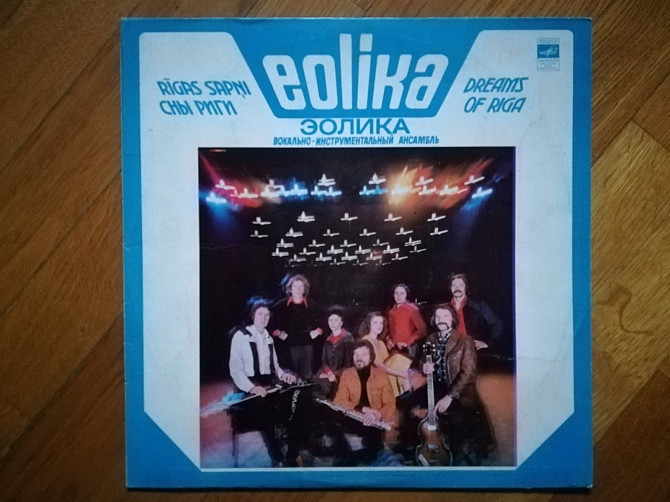 RĪGAS SAPŅI
СНЫ РИГИ
eolika
DREAMS
OF RIGA
ЭОЛИКА
ВОКАЛЬНО-ИНСТРУМЕНТАЛЬНЫЙ АНСАМБЛЬ